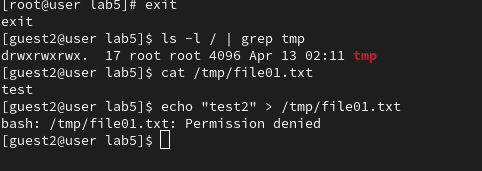 [root@user lab5]# exit
exit
[guest2@user lab5]$ ls -l / | grep tmp
drwxrwxrwx.  17 root root 4096 Apr 13 02:11 tmp
[guest2@user lab5]$ cat /tmp/file01.txt
test
[guest2@user lab5]$ echo "test2" > /tmp/file01.txt
bash: /tmp/file01.txt: Permission denied
[guest2@user lab5]$